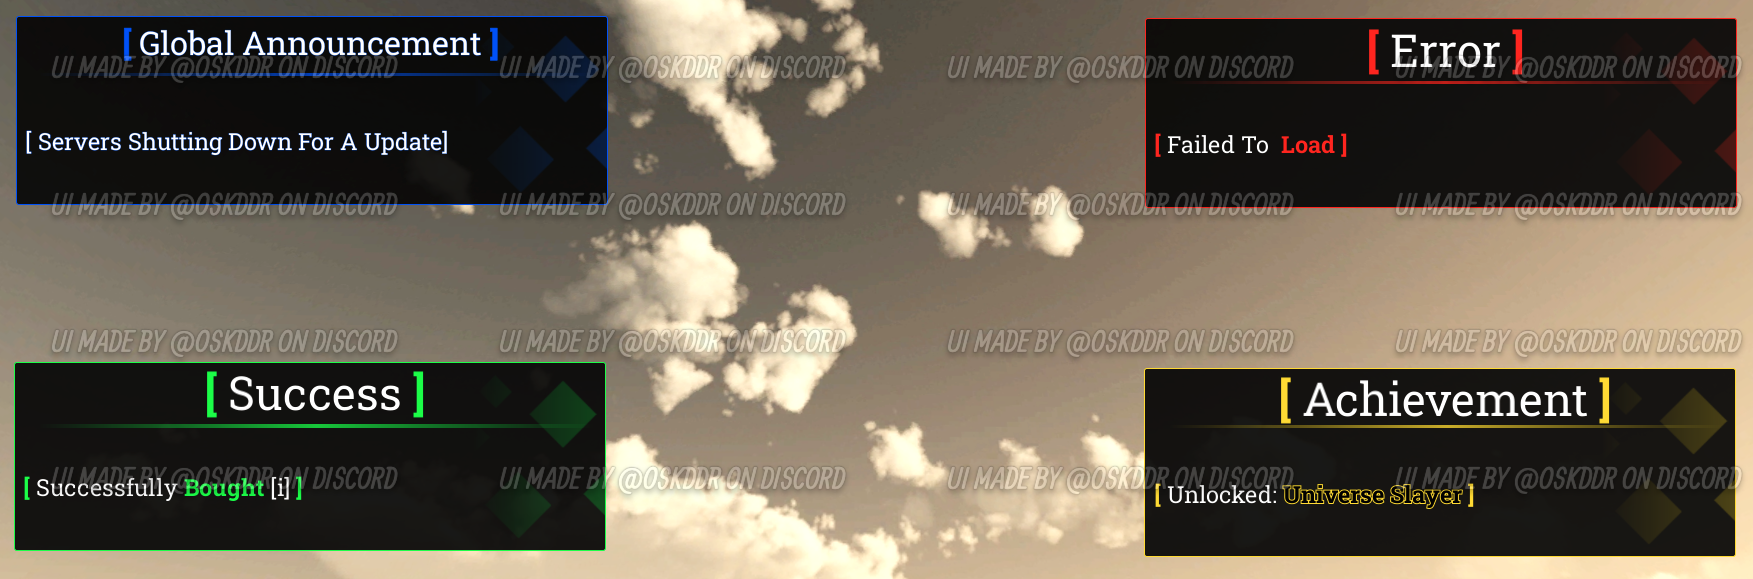 [ Global Announcement ]
[ Servers Shutting Down For A Update]
[ Error ]
[ Failed To Load ]
[ Success ]
[ Successfully Bought [i] ]
[ Achievement ]
[ Unlocked: Universe Slayer ]
UI MADE BY @OSKDDR ON DISCORD UI MADE BY @OSKDDR ON DISCORD UI MADE BY @OSKDDR ON DISCORD UI MADE BY @OSKDDR ON DISCORD
UI MADE BY @OSKDDR ON DISCORD UI MADE BY @OSKDDR ON DISCORD UI MADE BY @OSKDDR ON DISCORD UI MADE BY @OSKDDR ON DISCORD
UI MADE BY @OSKDDR ON DISCORD UI MADE BY @OSKDDR ON DISCORD UI MADE BY @OSKDDR ON DISCORD UI MADE BY @OSKDDR ON DISCORD
UI MADE BY @OSKDDR ON DISCORD UI MADE BY @OSKDDR ON DISCORD UI MADE BY @OSKDDR ON DISCORD UI MADE BY @OSKDDR ON DISCORD